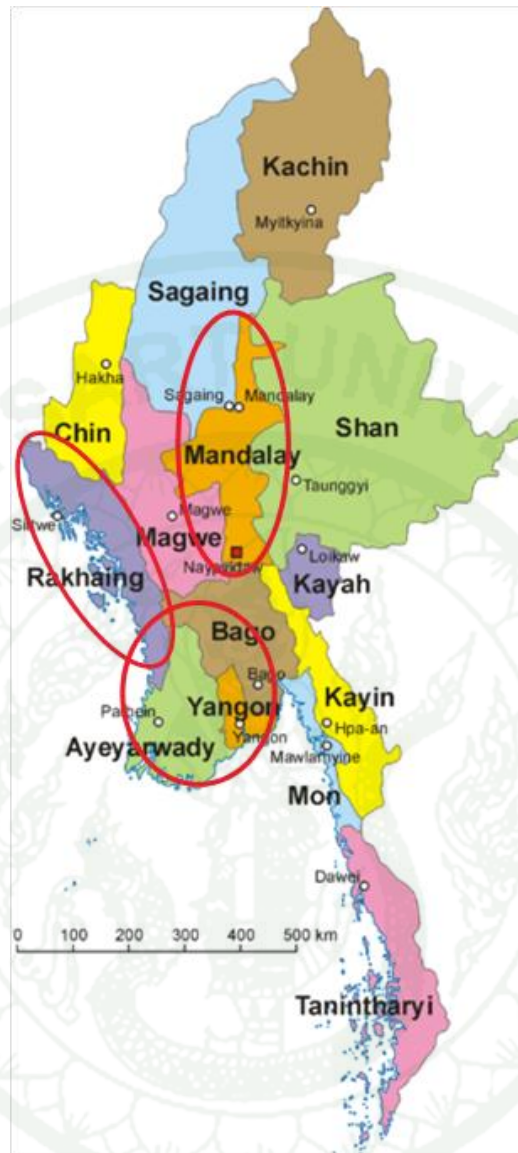 Kachin
Myitkyina
Sagaing
Hakha
Sagaing
Mandalay
Chin
Shan
Mandalay
Taunggyi
Magwe
Sittwe
Magwe
Loikaw
Naypyidaw
Rakhaing
Kayah
Bago
Bago
Kayin
Yangon
Pathein
Hpa-an
Yangon
Ayeyarwady
Mawlamyine
Mon
Dawei
0 100 200 300 400 500 km
Tanintharyi